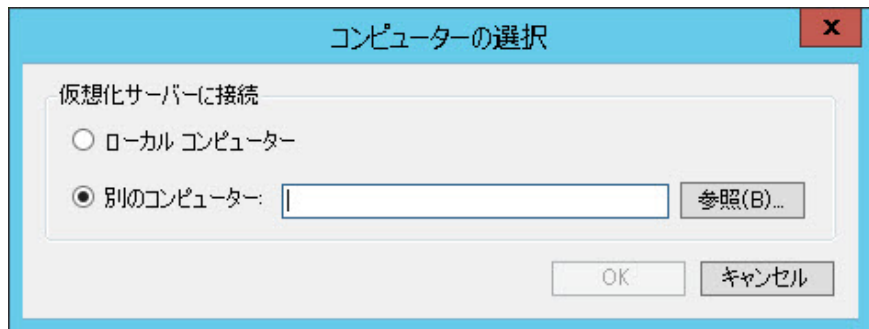 コンピューターの選択
x
仮想化サーバーに接続
ローカル コンピューター
別のコンピューター: 参照(B)...
OK キャンセル